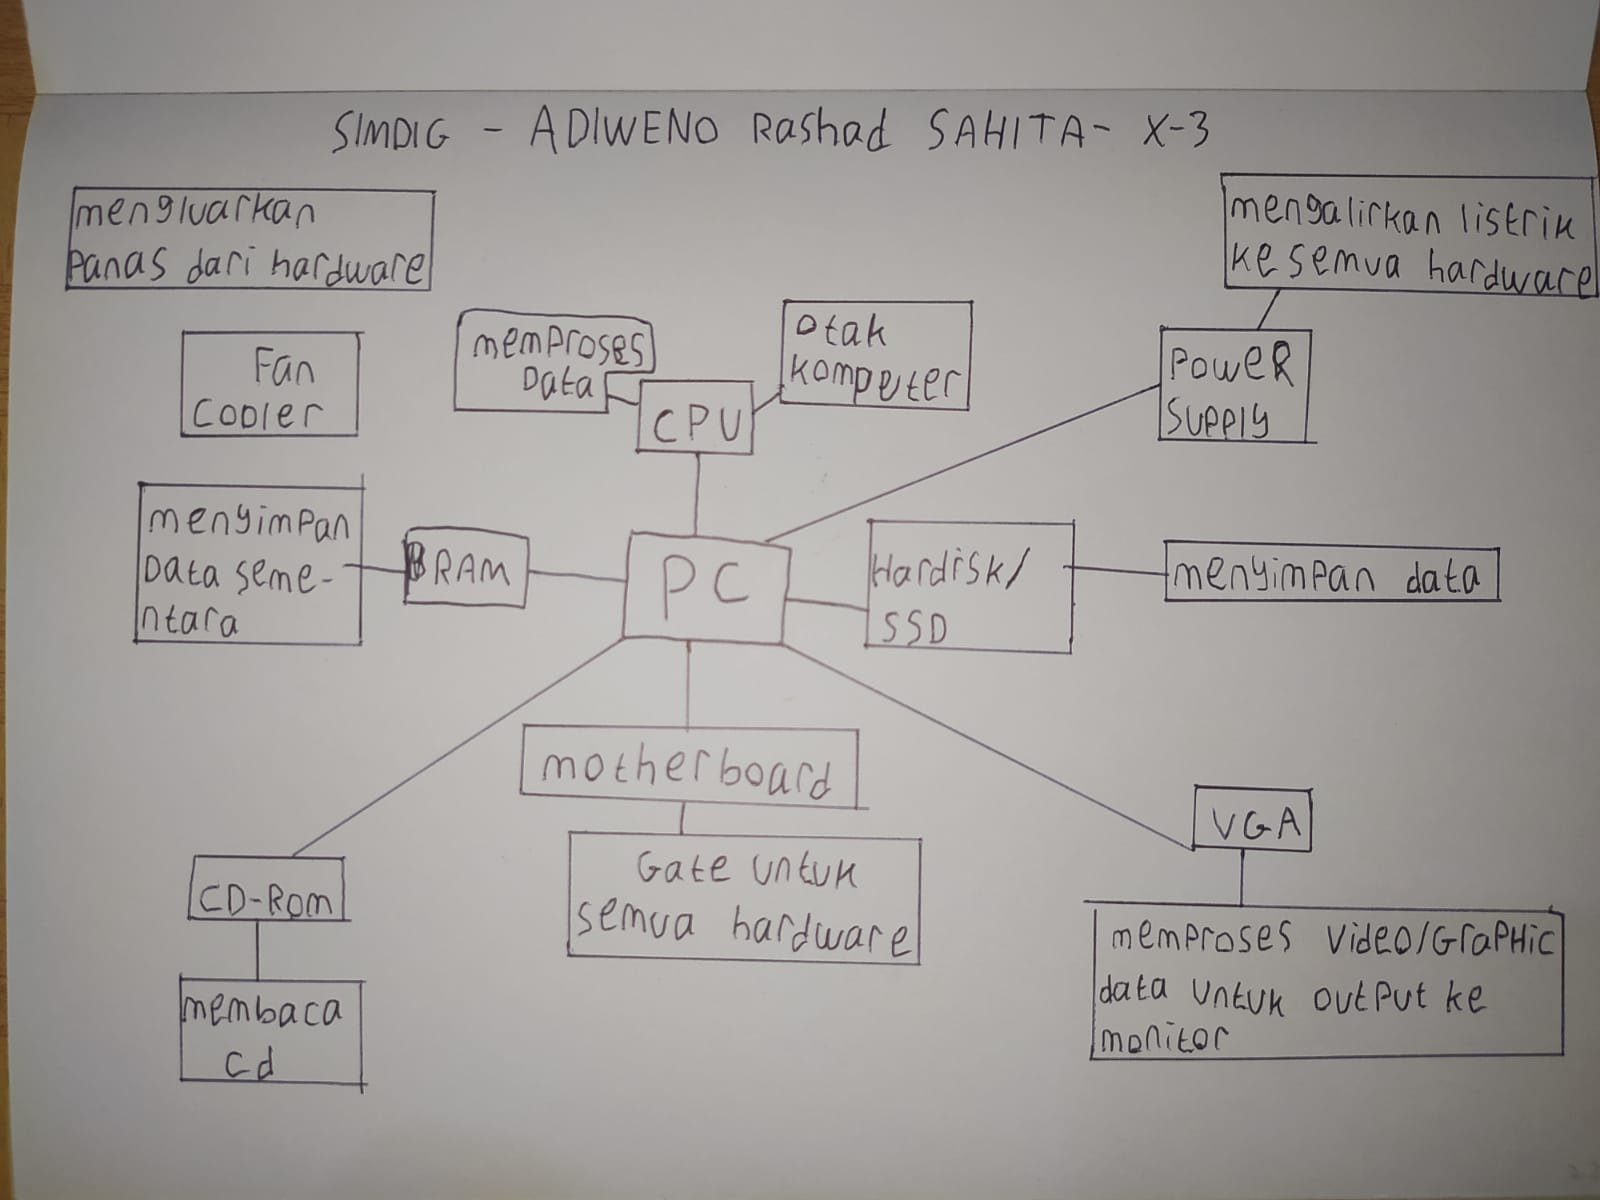 SIMDIG - ADIWENO Rashad SAHITA- X-3
mengluarkan
panas dari hardware
mengalirkan listrik
ke semua hardware
Fan
cooler
memproses
Data
otak
komputer
CPU
Power
supply
menyimpan
Data seme-
ntara
RAM
PC
Hardisk/
SSD
menyimpan data
motherboard
Gate untuk
semua hardware
VGA
memproses video/Graphic
data untuk output ke
monitor
CD-Rom
membaca
cd